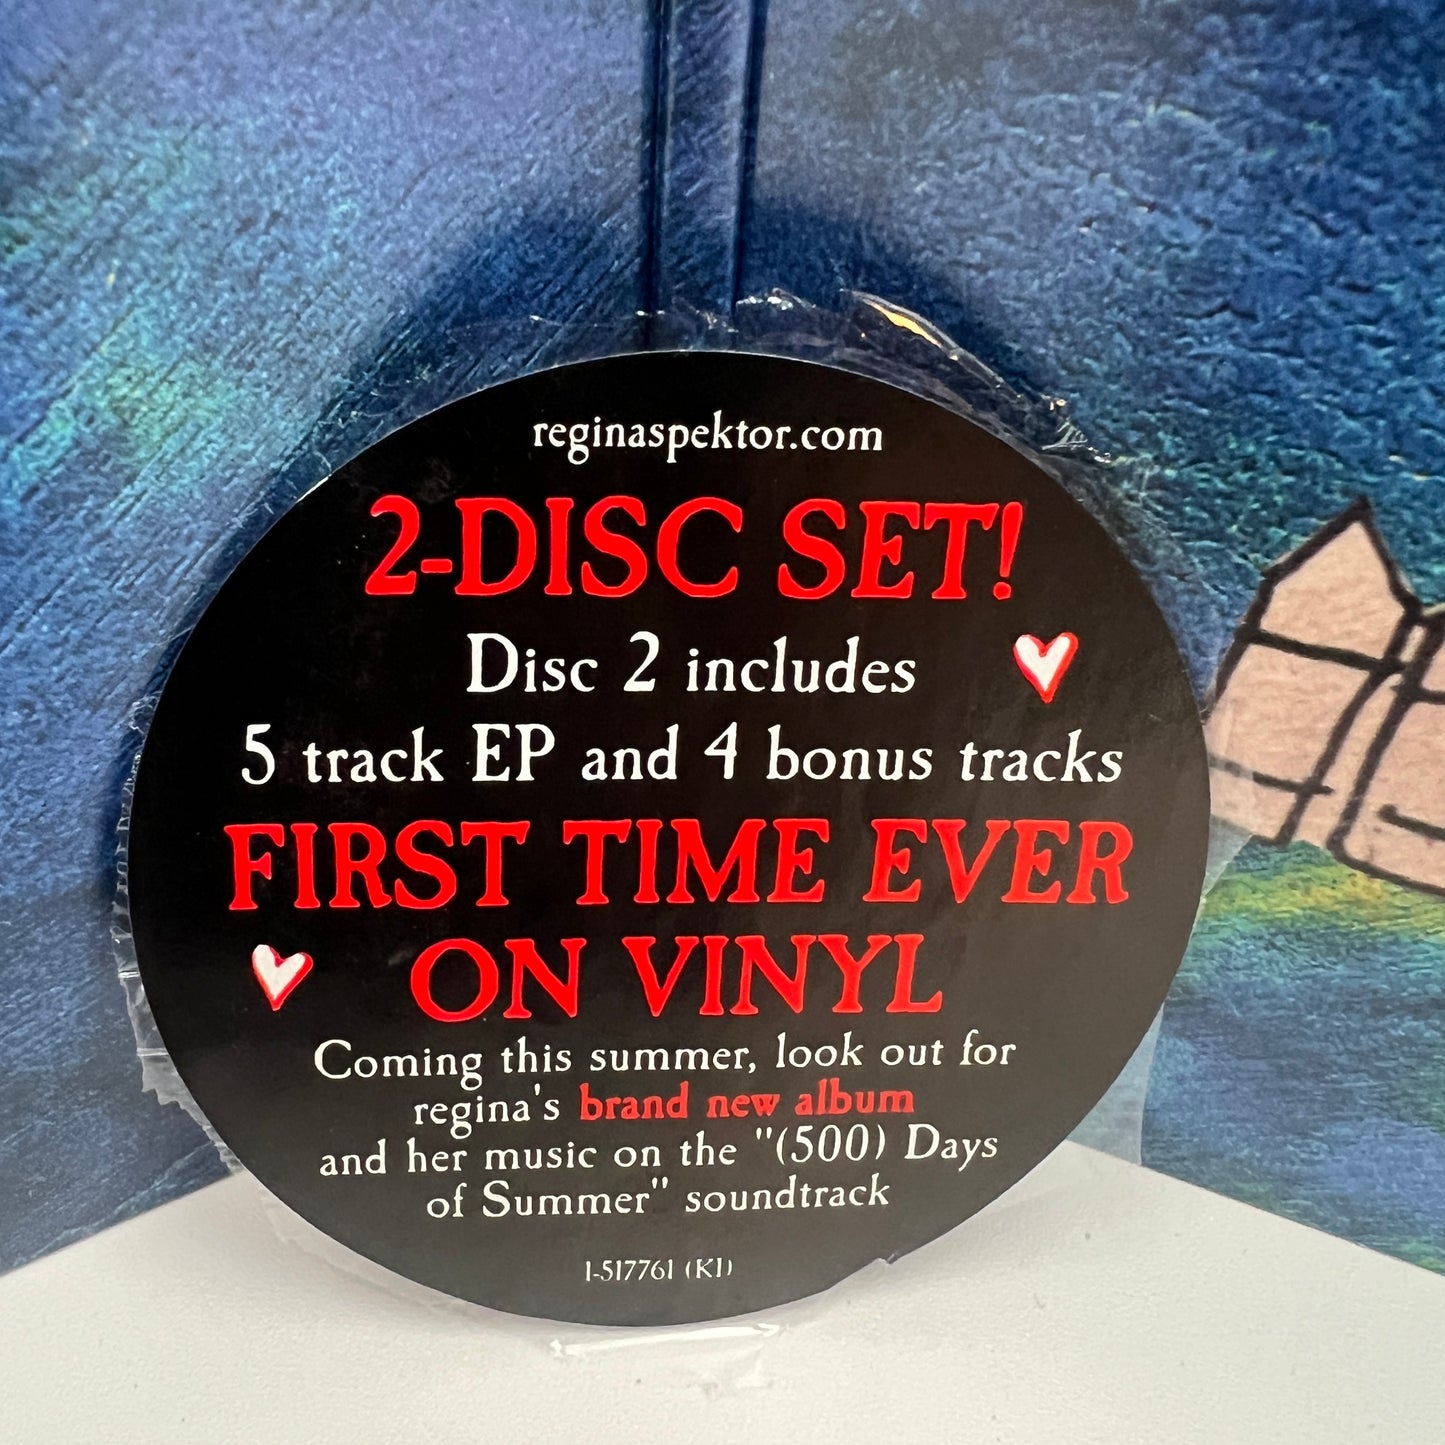 reginaspektor.com
2-DISC SET!
Disc 2 includes
5 track EP and 4 bonus tracks
FIRST TIME EVER
ON VINYL
Coming this summer, look out for
regina's brand new album
and her music on the "(500) Days
of Summer" soundtrack
1-517761 (K1)